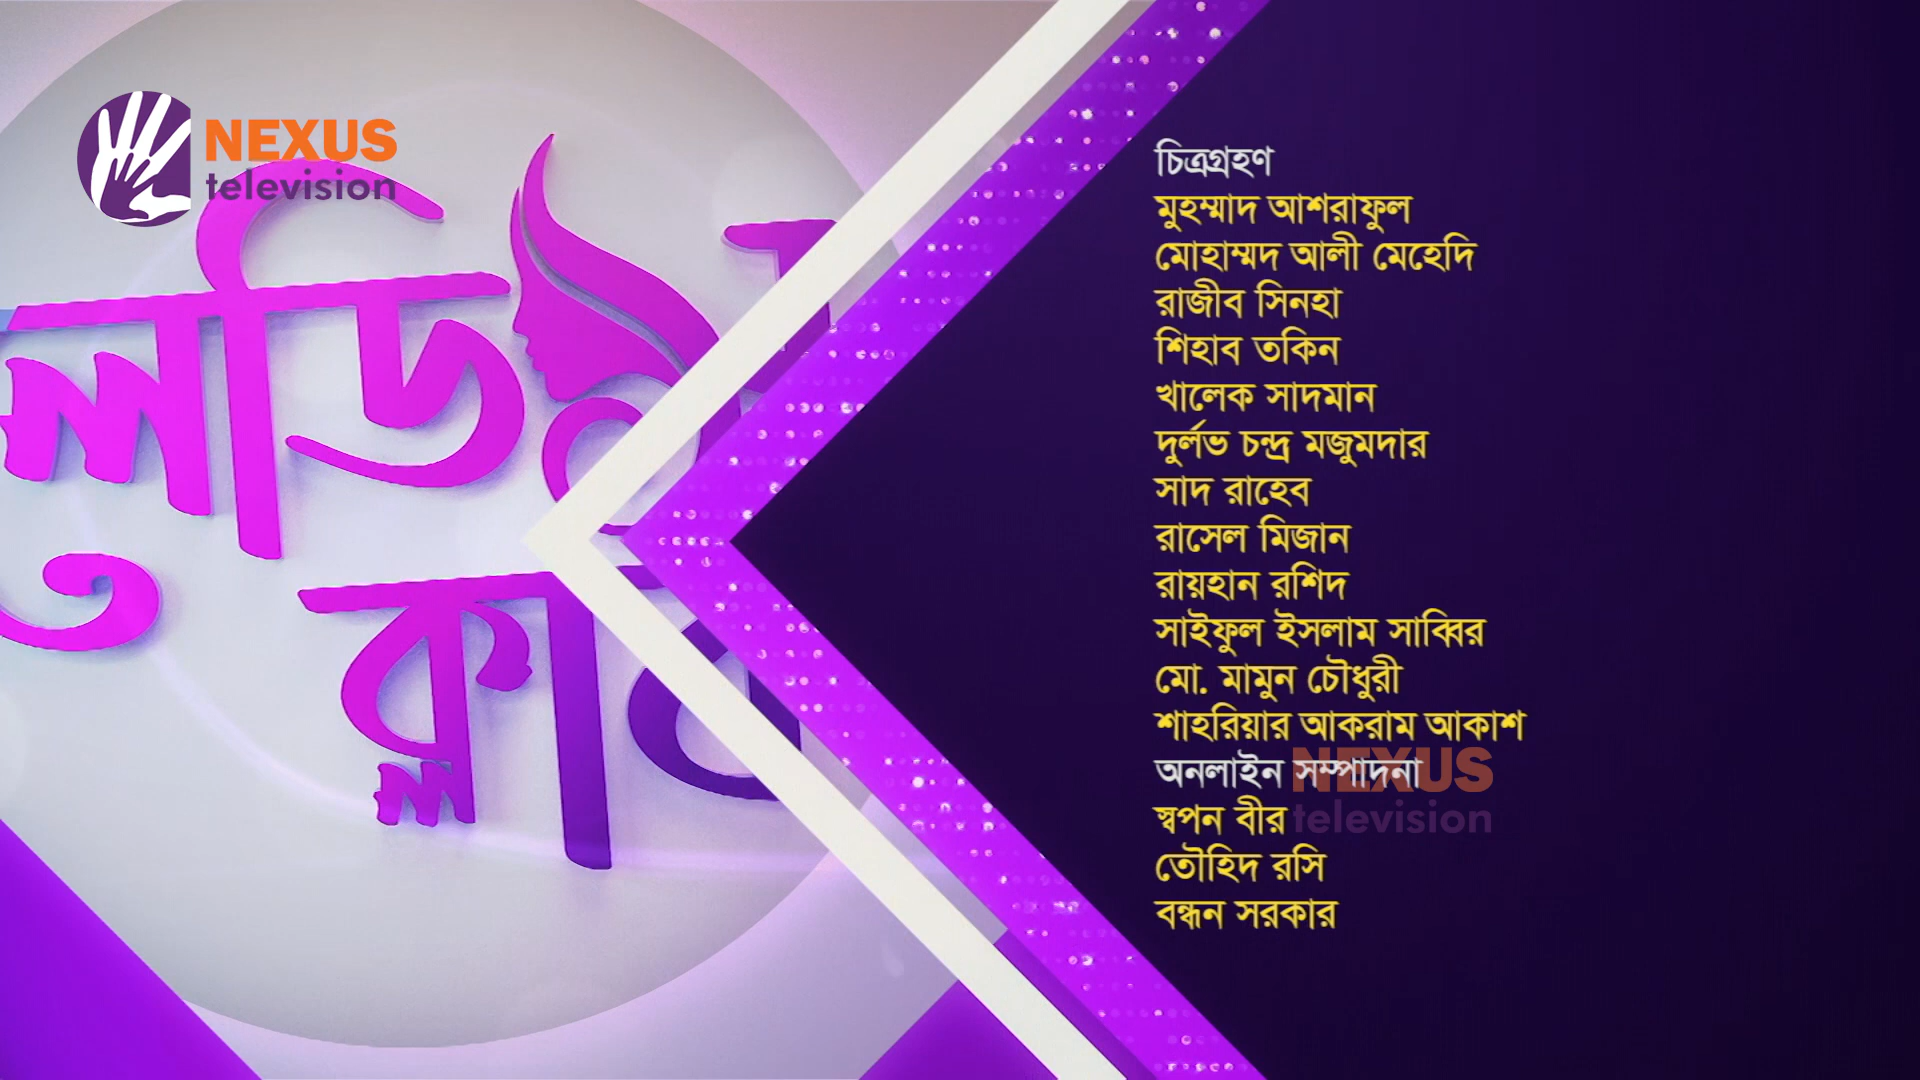 NEXUS
television
চিত্রগ্রহণ
মুহম্মাদ আশরাফুল
মোহাম্মদ আলী মেহেদি
রাজীব সিনহা
শিহাব তকিন
খালেক সাদমান
দুর্লভ চন্দ্র মজুমদার
সাদ রাহেব
রাসেল মিজান
রায়হান রশিদ
সাইফুল ইসলাম সাব্বির
মো. মামুন চৌধুরী
শাহরিয়ার আকরাম আকাশ
অনলাইন সম্পাদনা
স্বপন বীর
তৌহিদ রসি
বন্ধন সরকার
NEXUS
television